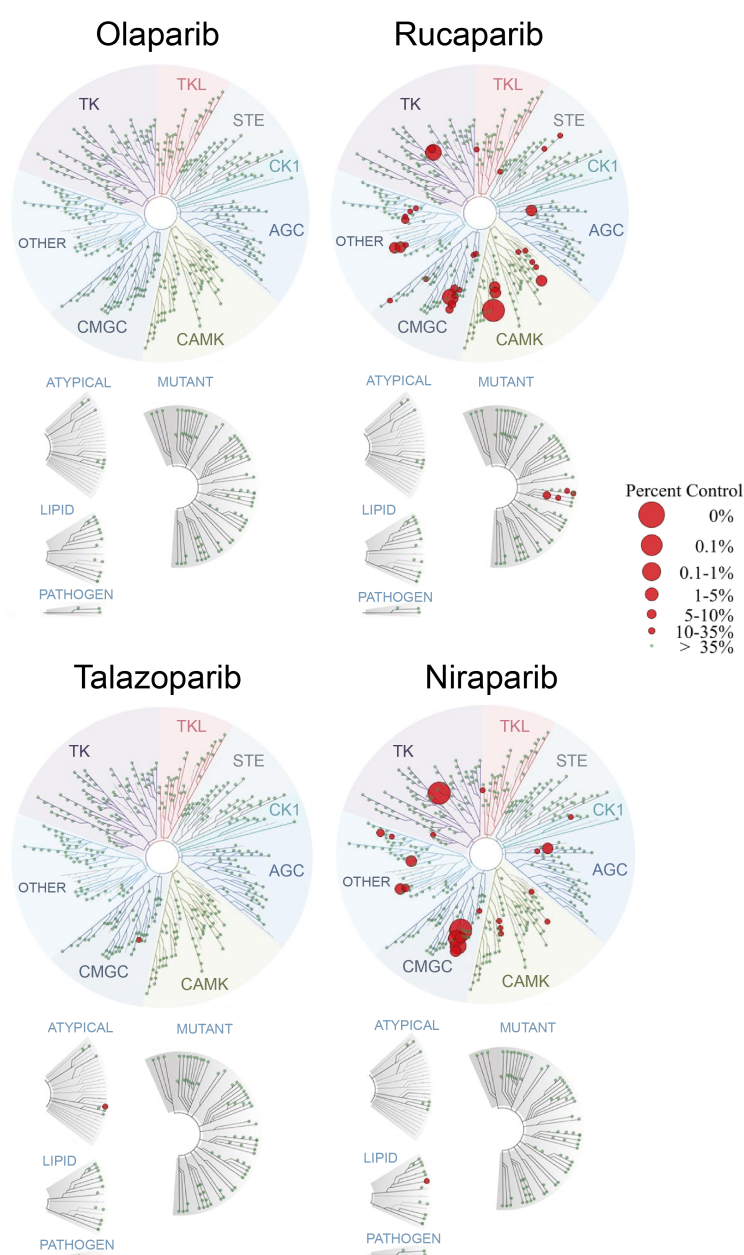 Olaparib
Rucaparib
TK
TKL
STE
CK1
AGC
CAMK
CMGC
OTHER
TK
TKL
STE
CK1
AGC
CAMK
CMGC
OTHER
ATYPICAL
MUTANT
LIPID
PATHOGEN
ATYPICAL
MUTANT
LIPID
PATHOGEN
Percent Control
0%
0.1%
0.1-1%
1-5%
5-10%
10-35%
> 35%
Talazoparib
Niraparib
TK
TKL
STE
CK1
AGC
CAMK
CMGC
OTHER
TK
TKL
STE
CK1
AGC
CAMK
CMGC
OTHER
ATYPICAL
MUTANT
LIPID
PATHOGEN
ATYPICAL
MUTANT
LIPID
PATHOGEN